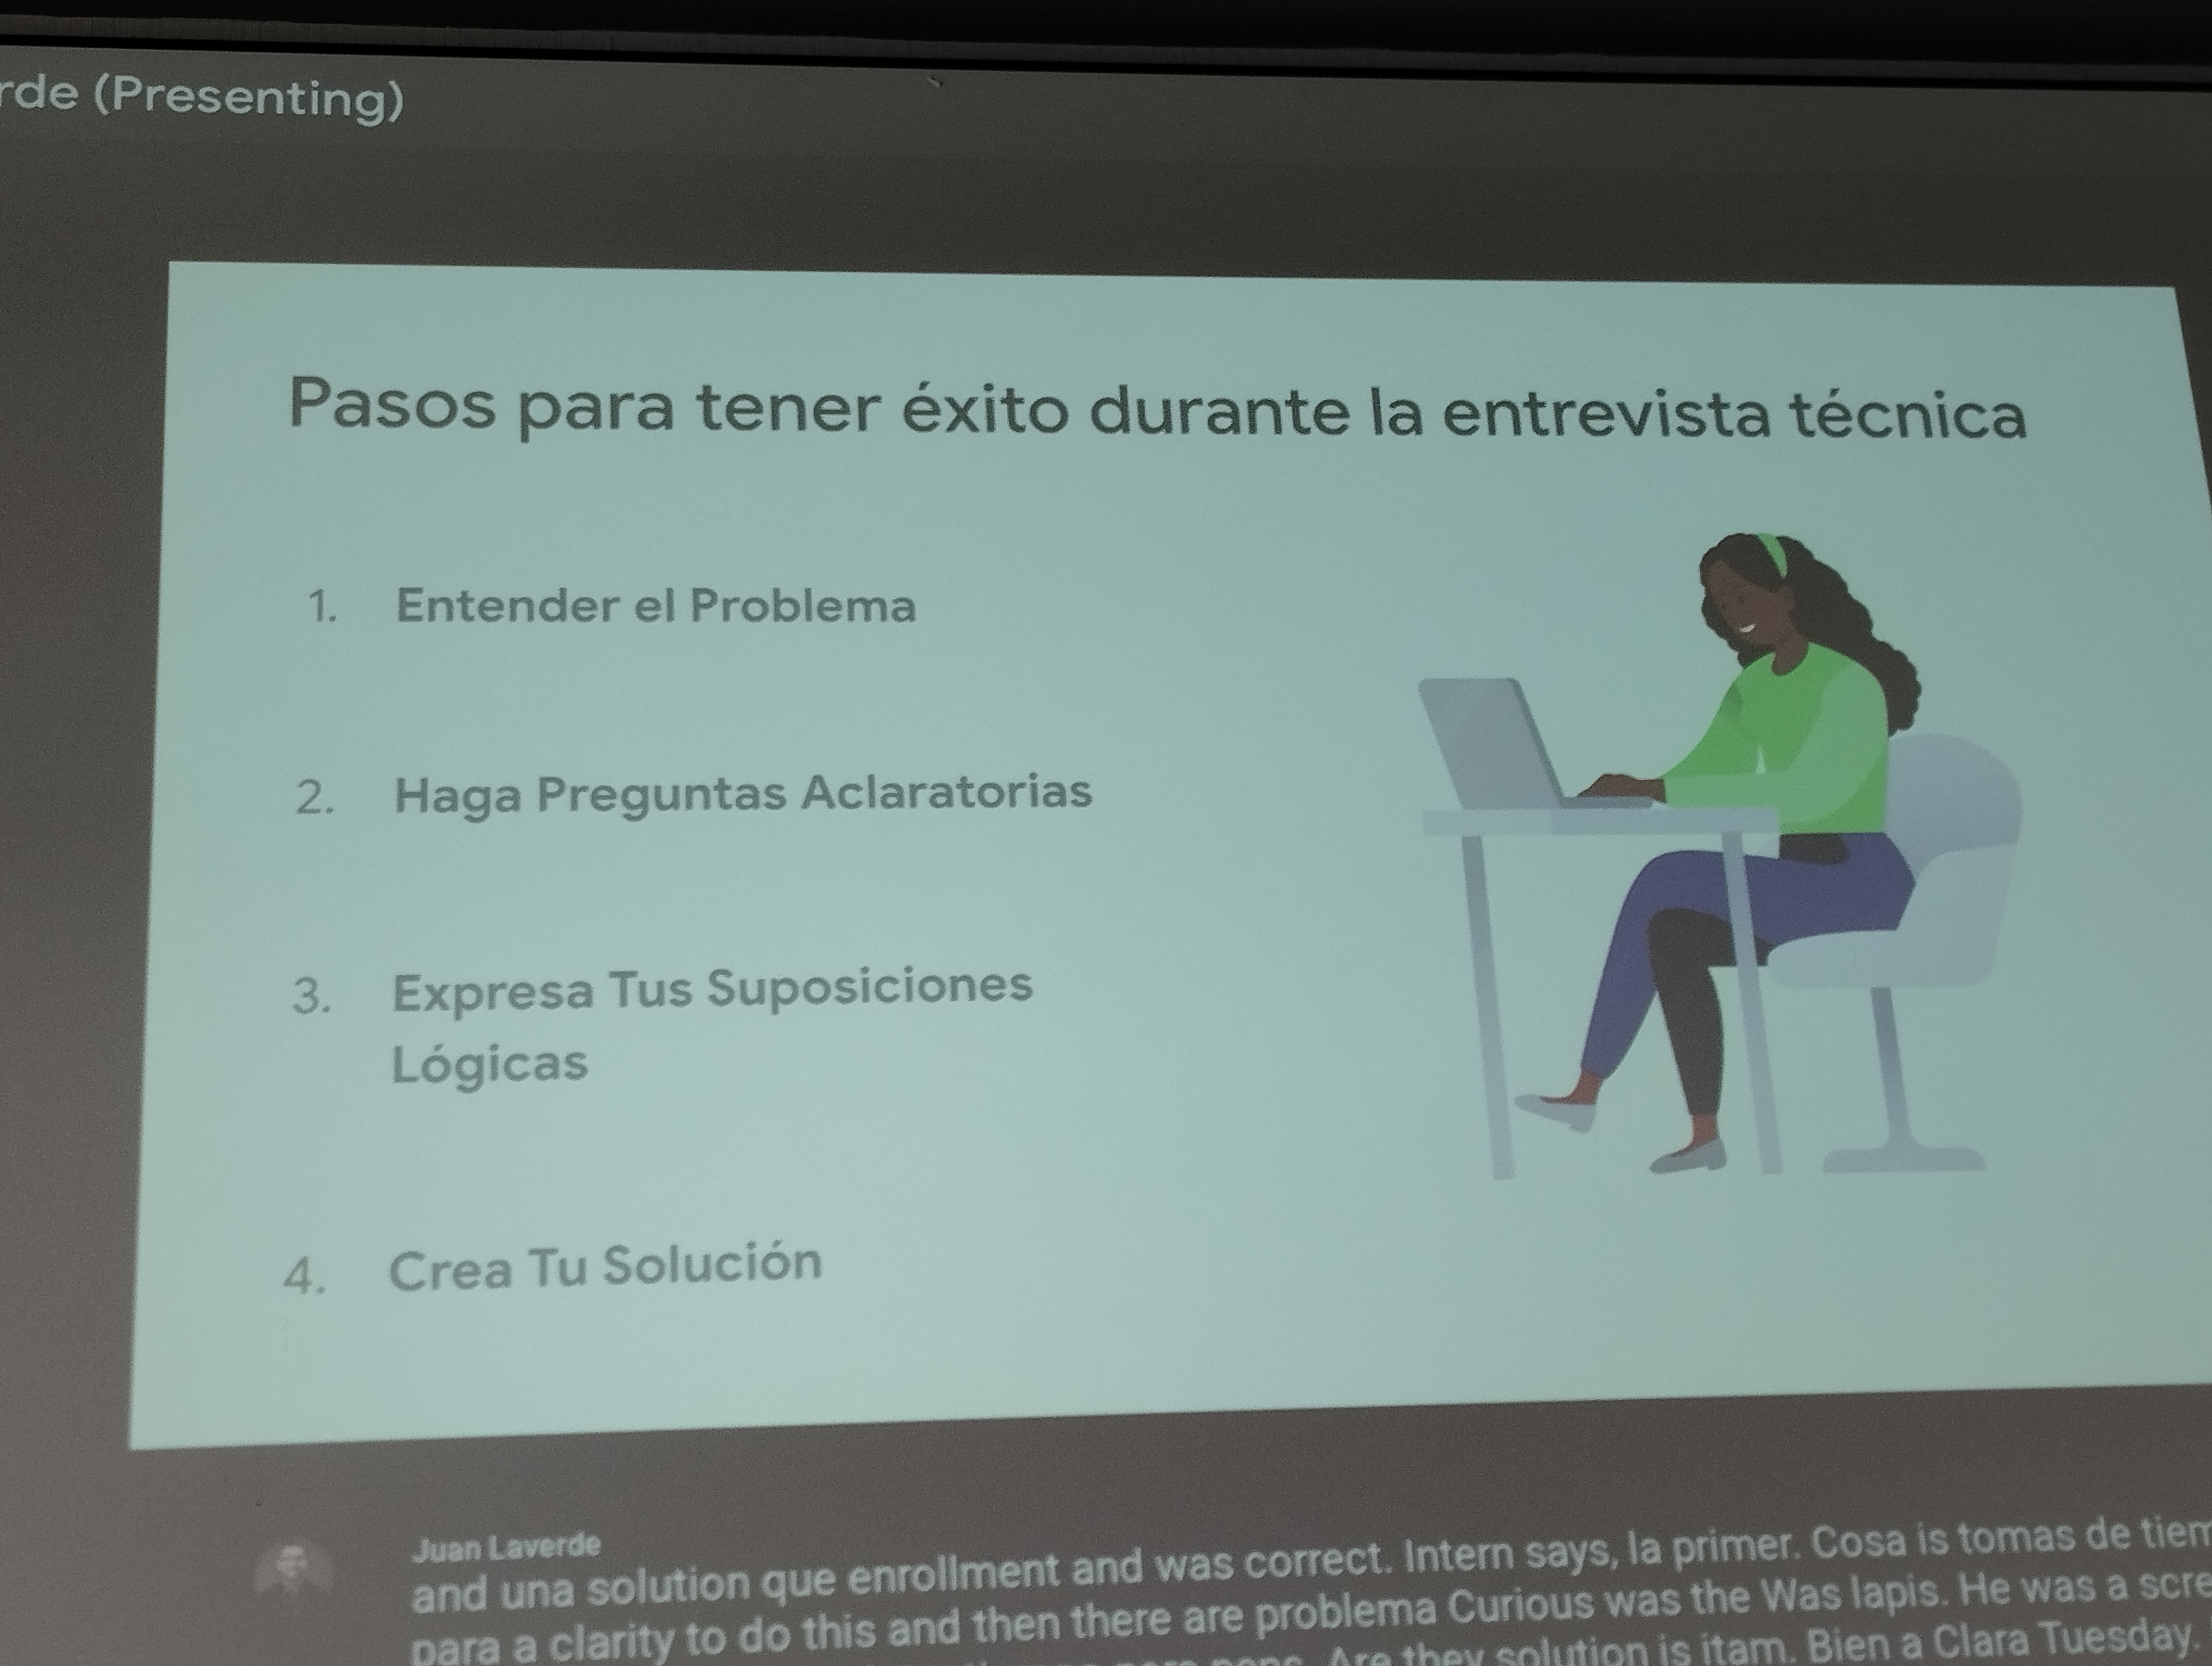 rde (Presenting)
Pasos para tener éxito durante la entrevista técnica
1. Entender el Problema
2. Haga Preguntas Aclaratorias
3. Expresa Tus Suposiciones
Lógicas
4. Crea Tu Solución
Juan Laverde
and una solution que enrollment and was correct. Intern says, la primer. Cosa is tomas de tiem
para a clarity to do this and then there are problema Curious was the Was lapis. He was a scre
Are they solution is itam. Bien a Clara Tuesday.